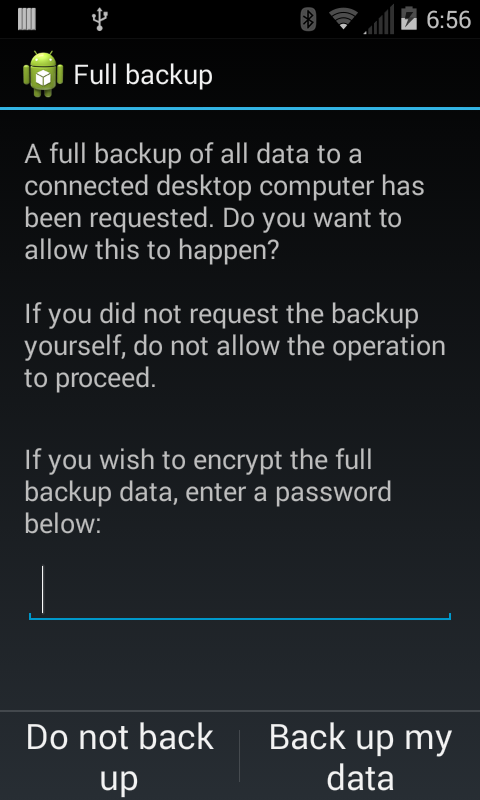 6:56
Full backup
A full backup of all data to a
connected desktop computer has
been requested. Do you want to
allow this to happen?
If you did not request the backup
yourself, do not allow the operation
to proceed.
If you wish to encrypt the full
backup data, enter a password
below:
Do not back
up
Back up my
data